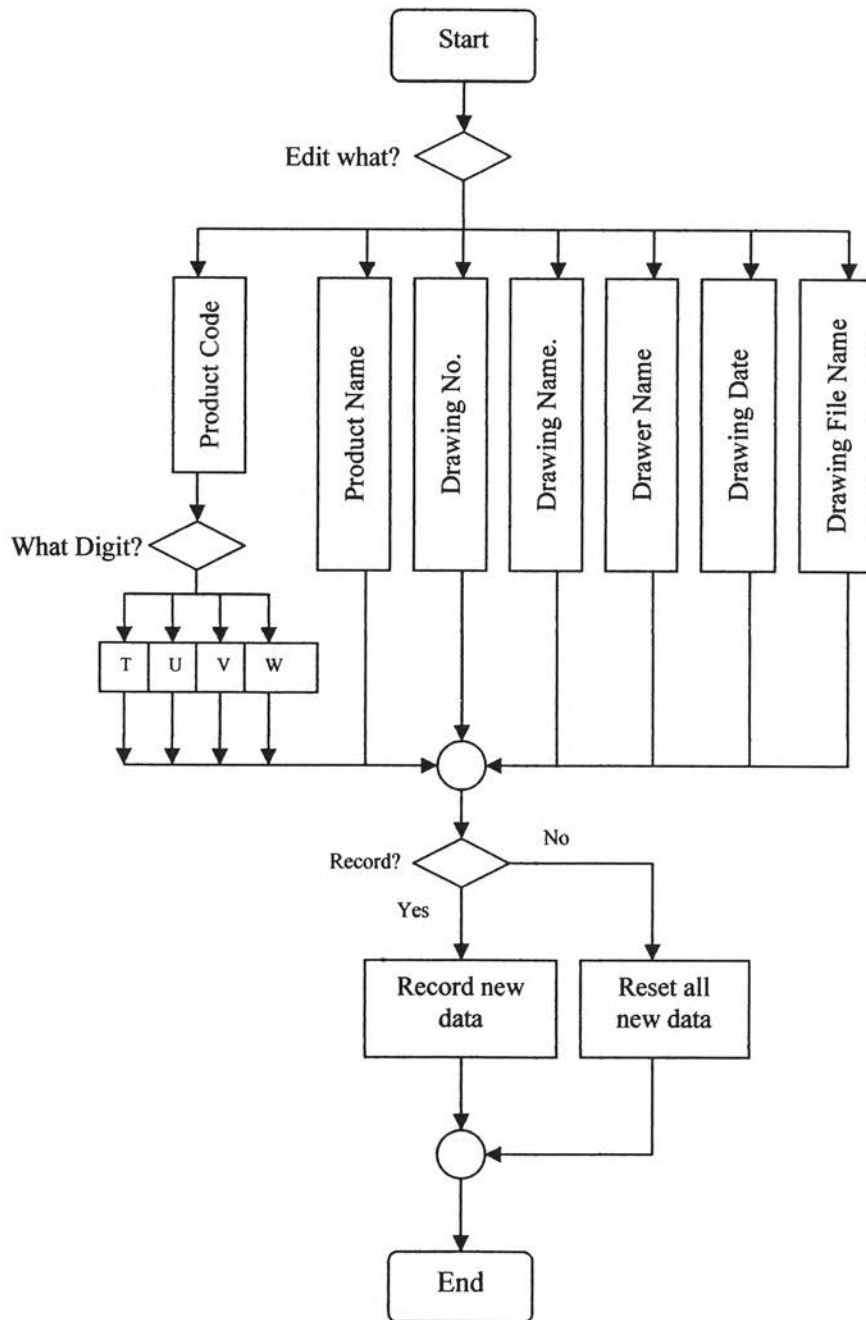 Start
Edit what?
Product Code
Product Name
Drawing No.
Drawing Name.
Drawer Name
Drawing Date
Drawing File Name
What Digit?
T
U
V
W
Record?
No
Yes
Record new
data
Reset all
new data
End